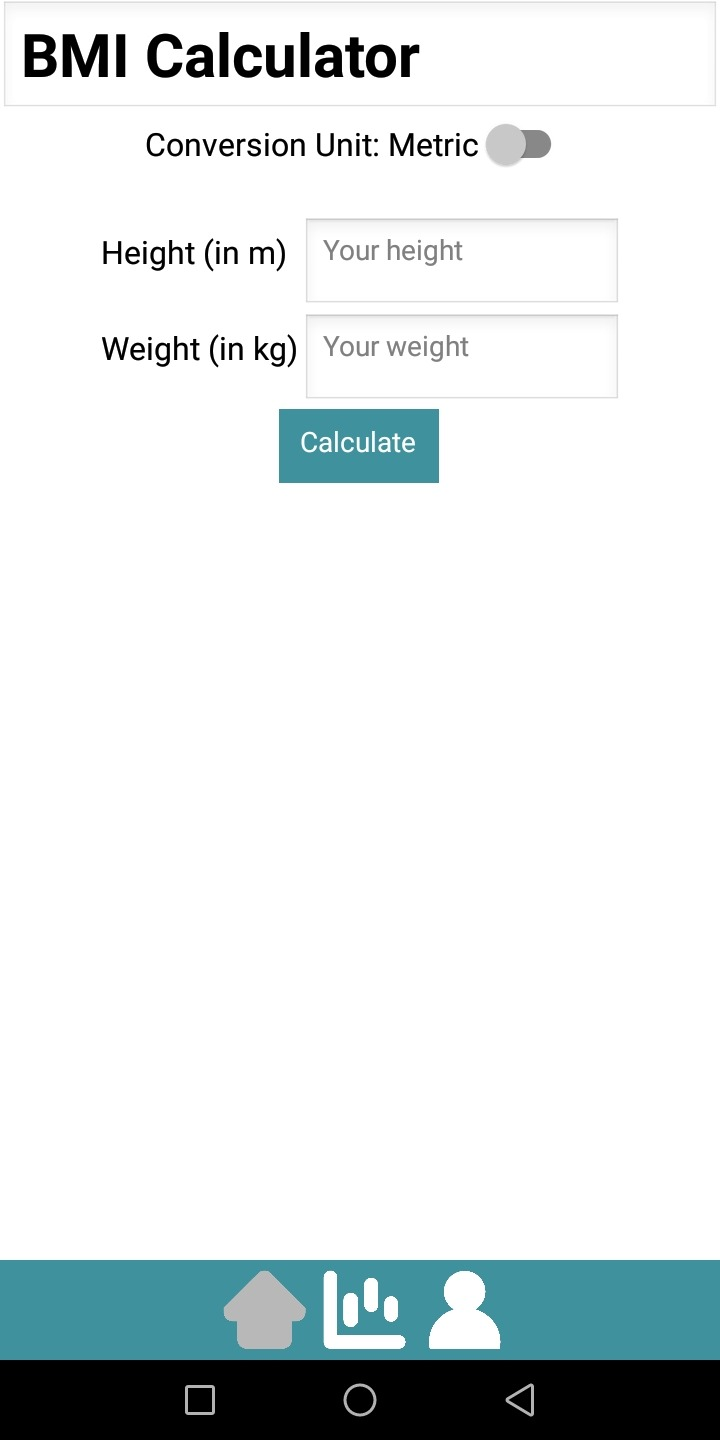 BMI Calculator
Conversion Unit: Metric
Height (in m) Your height
Weight (in kg) Your weight
Calculate